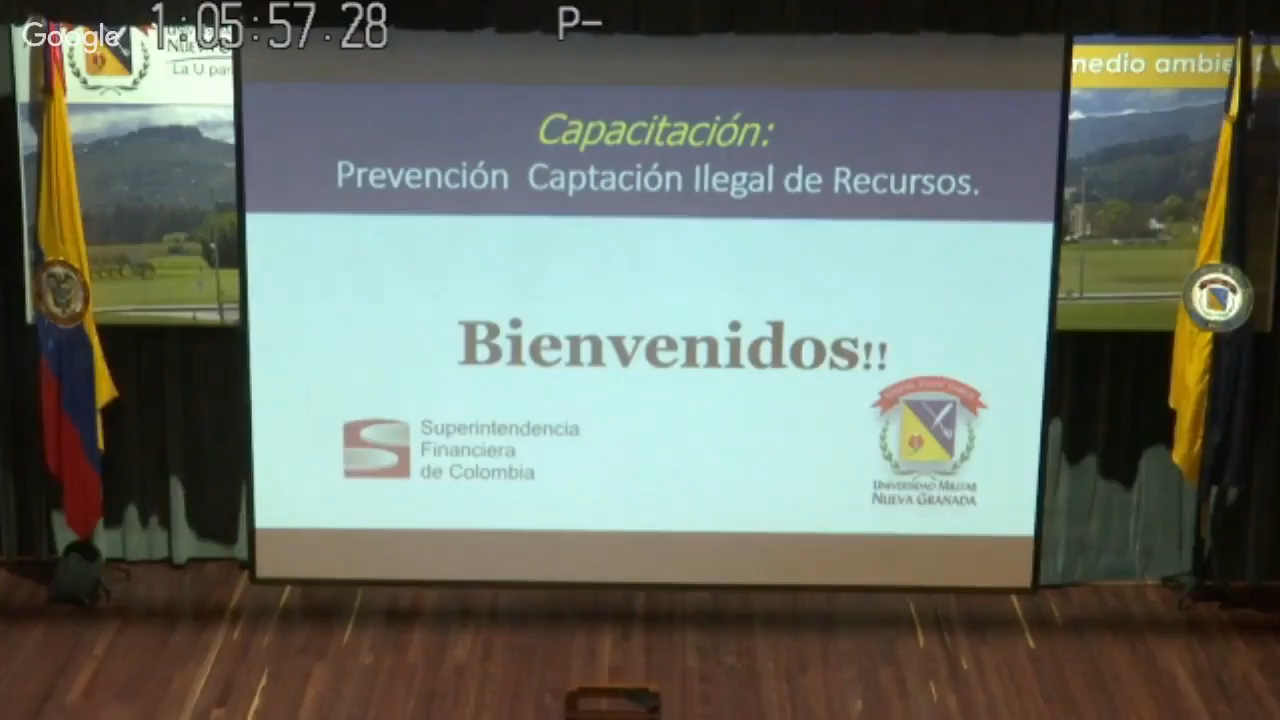 Google
1:05:57.28
P-
La U par
medio ambie
Capacitación:
Prevención Captación Ilegal de Recursos.
Bienvenidos!!
Superintendencia
Financiera
de Colombia
Universidad Militar
Nueva Granada